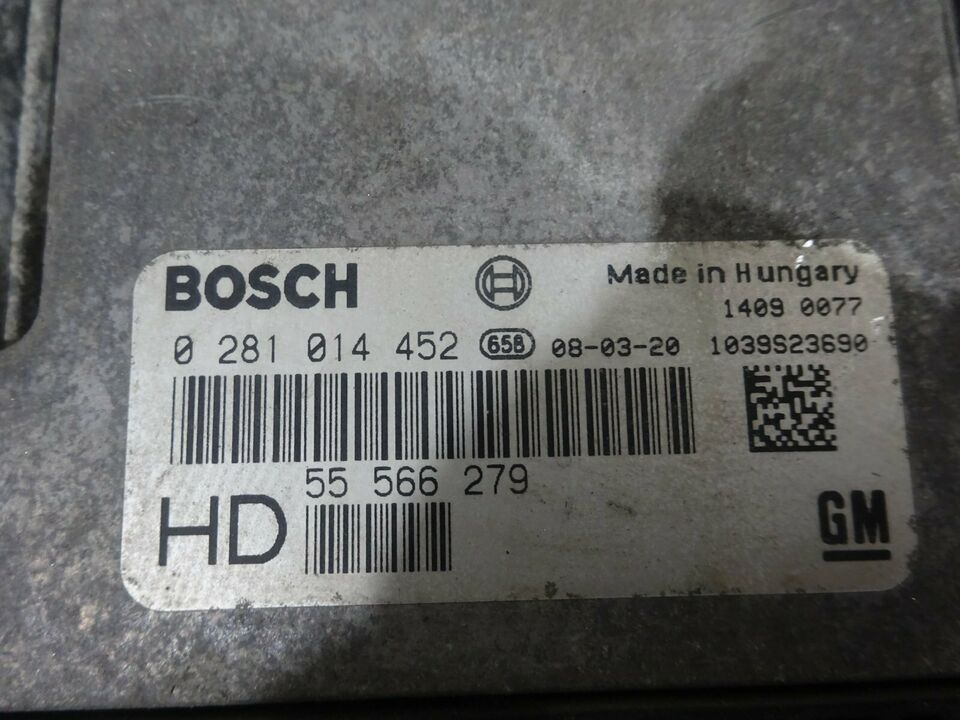 BOSCH
Made in Hungary
1409 0077
0 281 014 452 65B 08-03-20 1039S23690
55 566 279
HD
GM